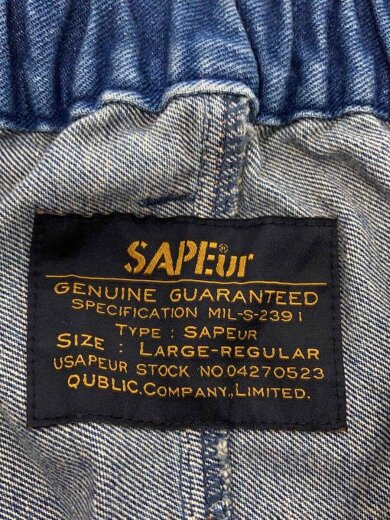 SAPEur®
GENUINE GUARANTEED
SPECIFICATION MIL-S-2391
TYPE : SAPEUR
SIZE : LARGE-REGULAR
USAPEUR STOCK NO.04270523
QUBLIC.COMPANY.,LIMITED.